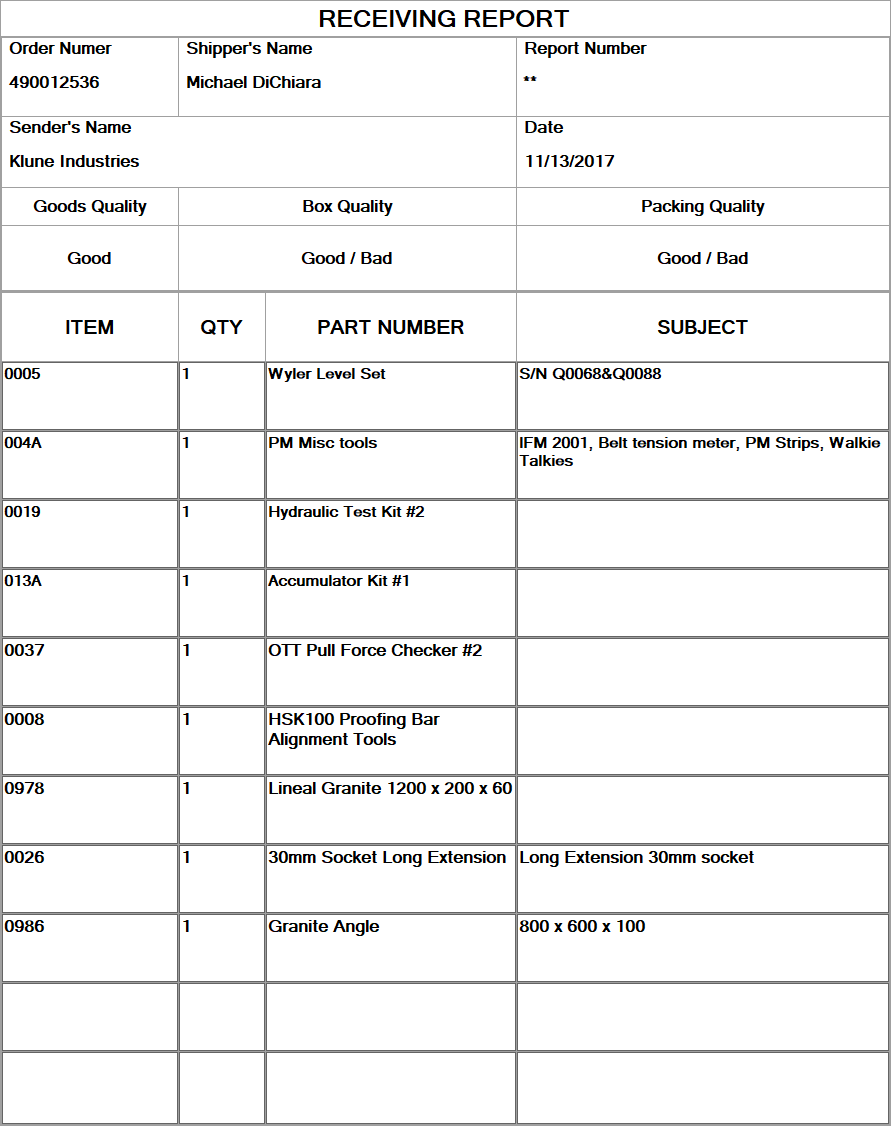 RECEIVING REPORT
Order Numer
Shipper's Name
Report Number
490012536
Michael DiChiara
**
Sender's Name
Date
Klune Industries
11/13/2017
Goods Quality
Box Quality
Packing Quality
Good
Good / Bad
Good / Bad
ITEM
QTY
PART NUMBER
SUBJECT
0005
1
Wyler Level Set
S/N Q0068&Q0088
004A
1
PM Misc tools
IFM 2001, Belt tension meter, PM Strips, Walkie
Talkies
0019
1
Hydraulic Test Kit #2
013A
1
Accumulator Kit #1
0037
1
OTT Pull Force Checker #2
0008
1
HSK100 Proofing Bar
Alignment Tools
0978
1
Lineal Granite 1200 x 200 x 60
0026
1
30mm Socket Long Extension
Long Extension 30mm socket
0986
1
Granite Angle
800 x 600 x 100